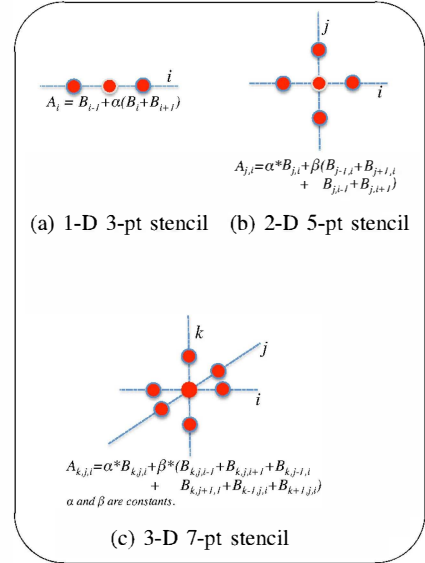 i
A_i = B_{i-1}+α(B_i+B_{i+1})
(a) 1-D 3-pt stencil
j
i
A_{j,i}=α*B_{j,i}+β(B_{j-1,i}+B_{j+1,i}
+ B_{j,i-1}+B_{j,i+1})
(b) 2-D 5-pt stencil
k
j
i
A_{k,j,i}=α*B_{k,j,i}+β*(B_{k,j,i-1}+B_{k,j,i+1}+B_{k,j-1,i}
+ B_{k,j+1,1}+B_{k-1,j,i}+B_{k+1,j,i})
α and β are constants.
(c) 3-D 7-pt stencil